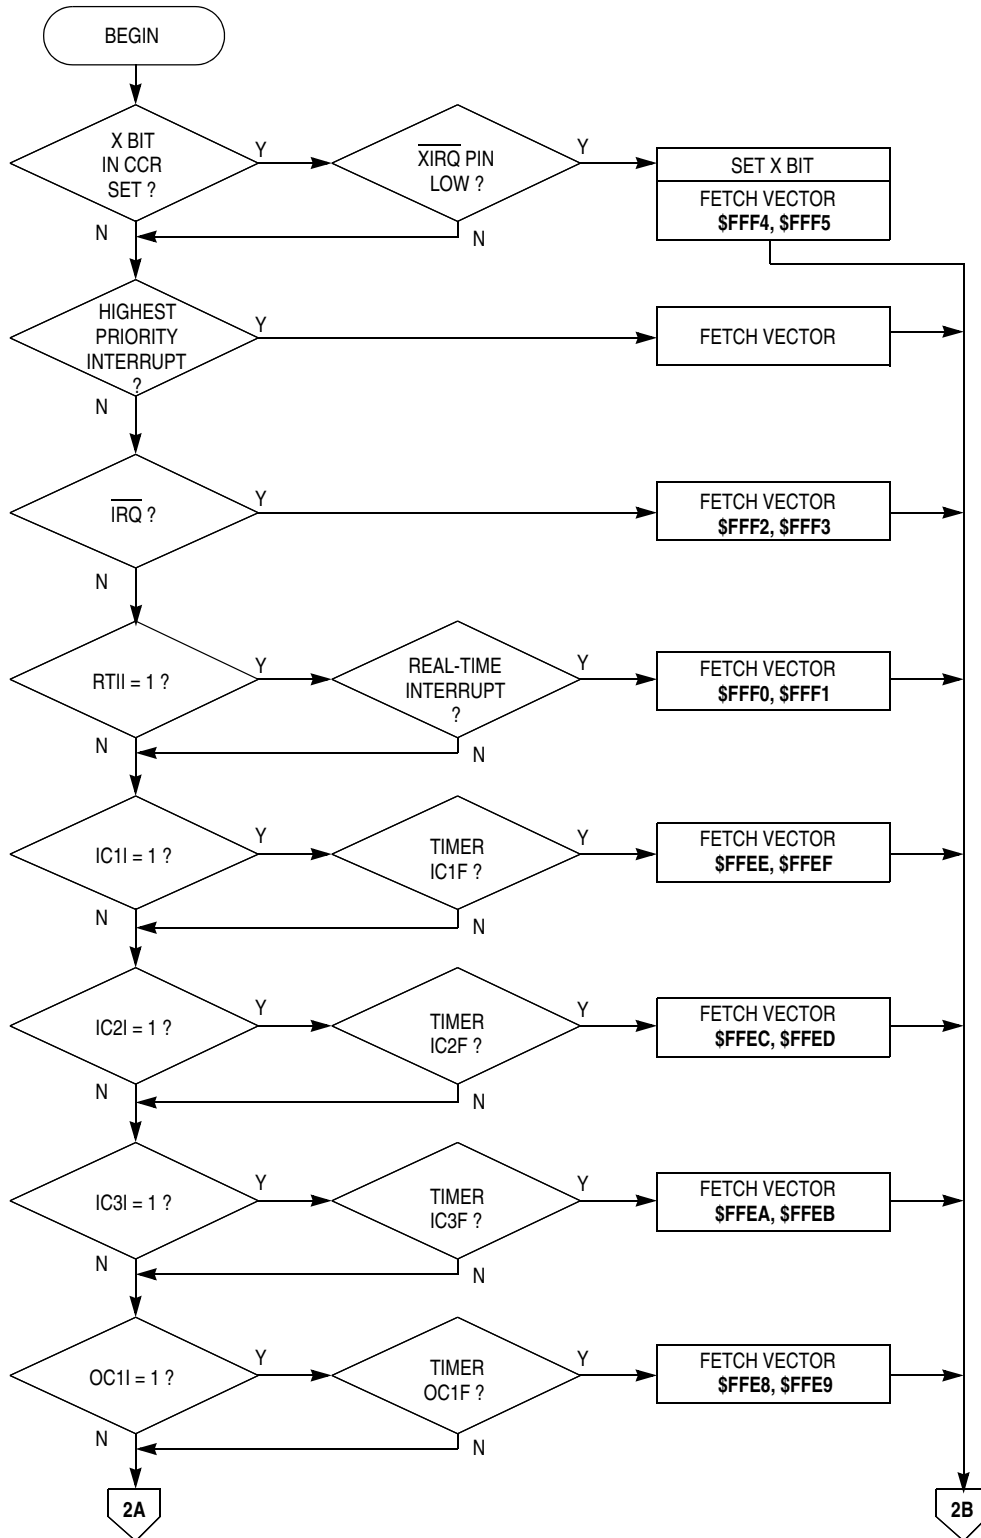 BEGIN
X BIT
IN CCR
SET ?
Y
N
XIRQ PIN
LOW ?
Y
N
SET X BIT
FETCH VECTOR
$FFF4, $FFF5
HIGHEST
PRIORITY
INTERRUPT
?
Y
N
FETCH VECTOR
IRQ ?
Y
N
FETCH VECTOR
$FFF2, $FFF3
RTII = 1 ?
Y
N
REAL-TIME
INTERRUPT
?
Y
N
FETCH VECTOR
$FFF0, $FFF1
IC1I = 1 ?
Y
N
TIMER
IC1F ?
Y
N
FETCH VECTOR
$FFEE, $FFEF
IC2I = 1 ?
Y
N
TIMER
IC2F ?
Y
N
FETCH VECTOR
$FFEC, $FFED
IC3I = 1 ?
Y
N
TIMER
IC3F ?
Y
N
FETCH VECTOR
$FFEA, $FFEB
OC1I = 1 ?
Y
N
TIMER
OC1F ?
Y
N
FETCH VECTOR
$FFE8, $FFE9
2A
2B